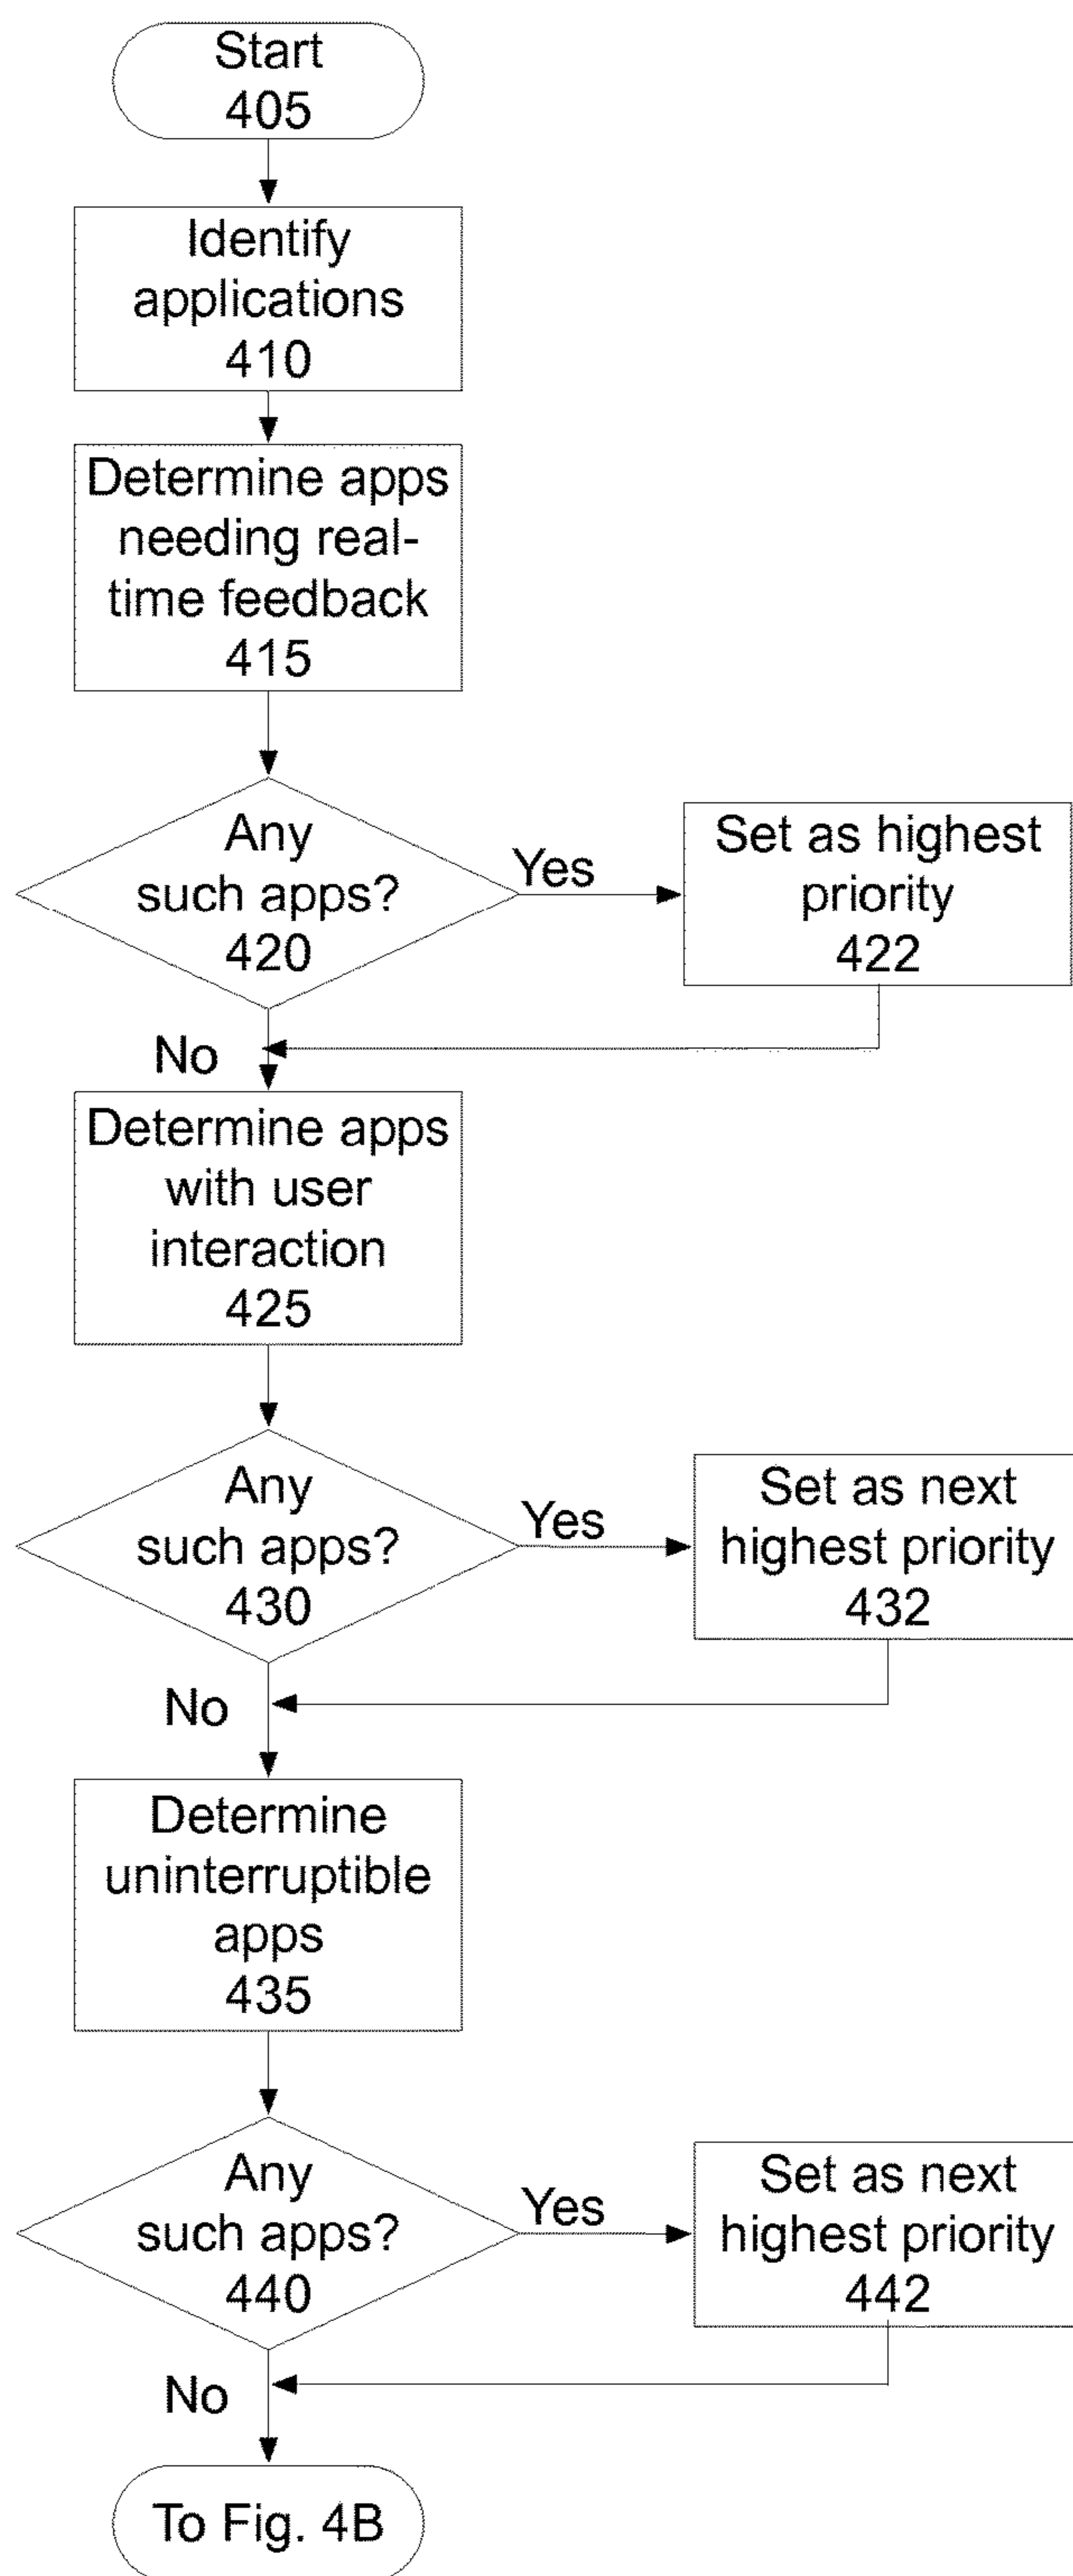 Start
405
Identify
applications
410
Determine apps
needing real-
time feedback
415
Any
such apps?
420
Yes
Set as highest
priority
422
No
Determine apps
with user
interaction
425
Any
such apps?
430
Yes
Set as next
highest priority
432
No
Determine
uninterruptible
apps
435
Any
such apps?
440
Yes
Set as next
highest priority
442
No
To Fig. 4B